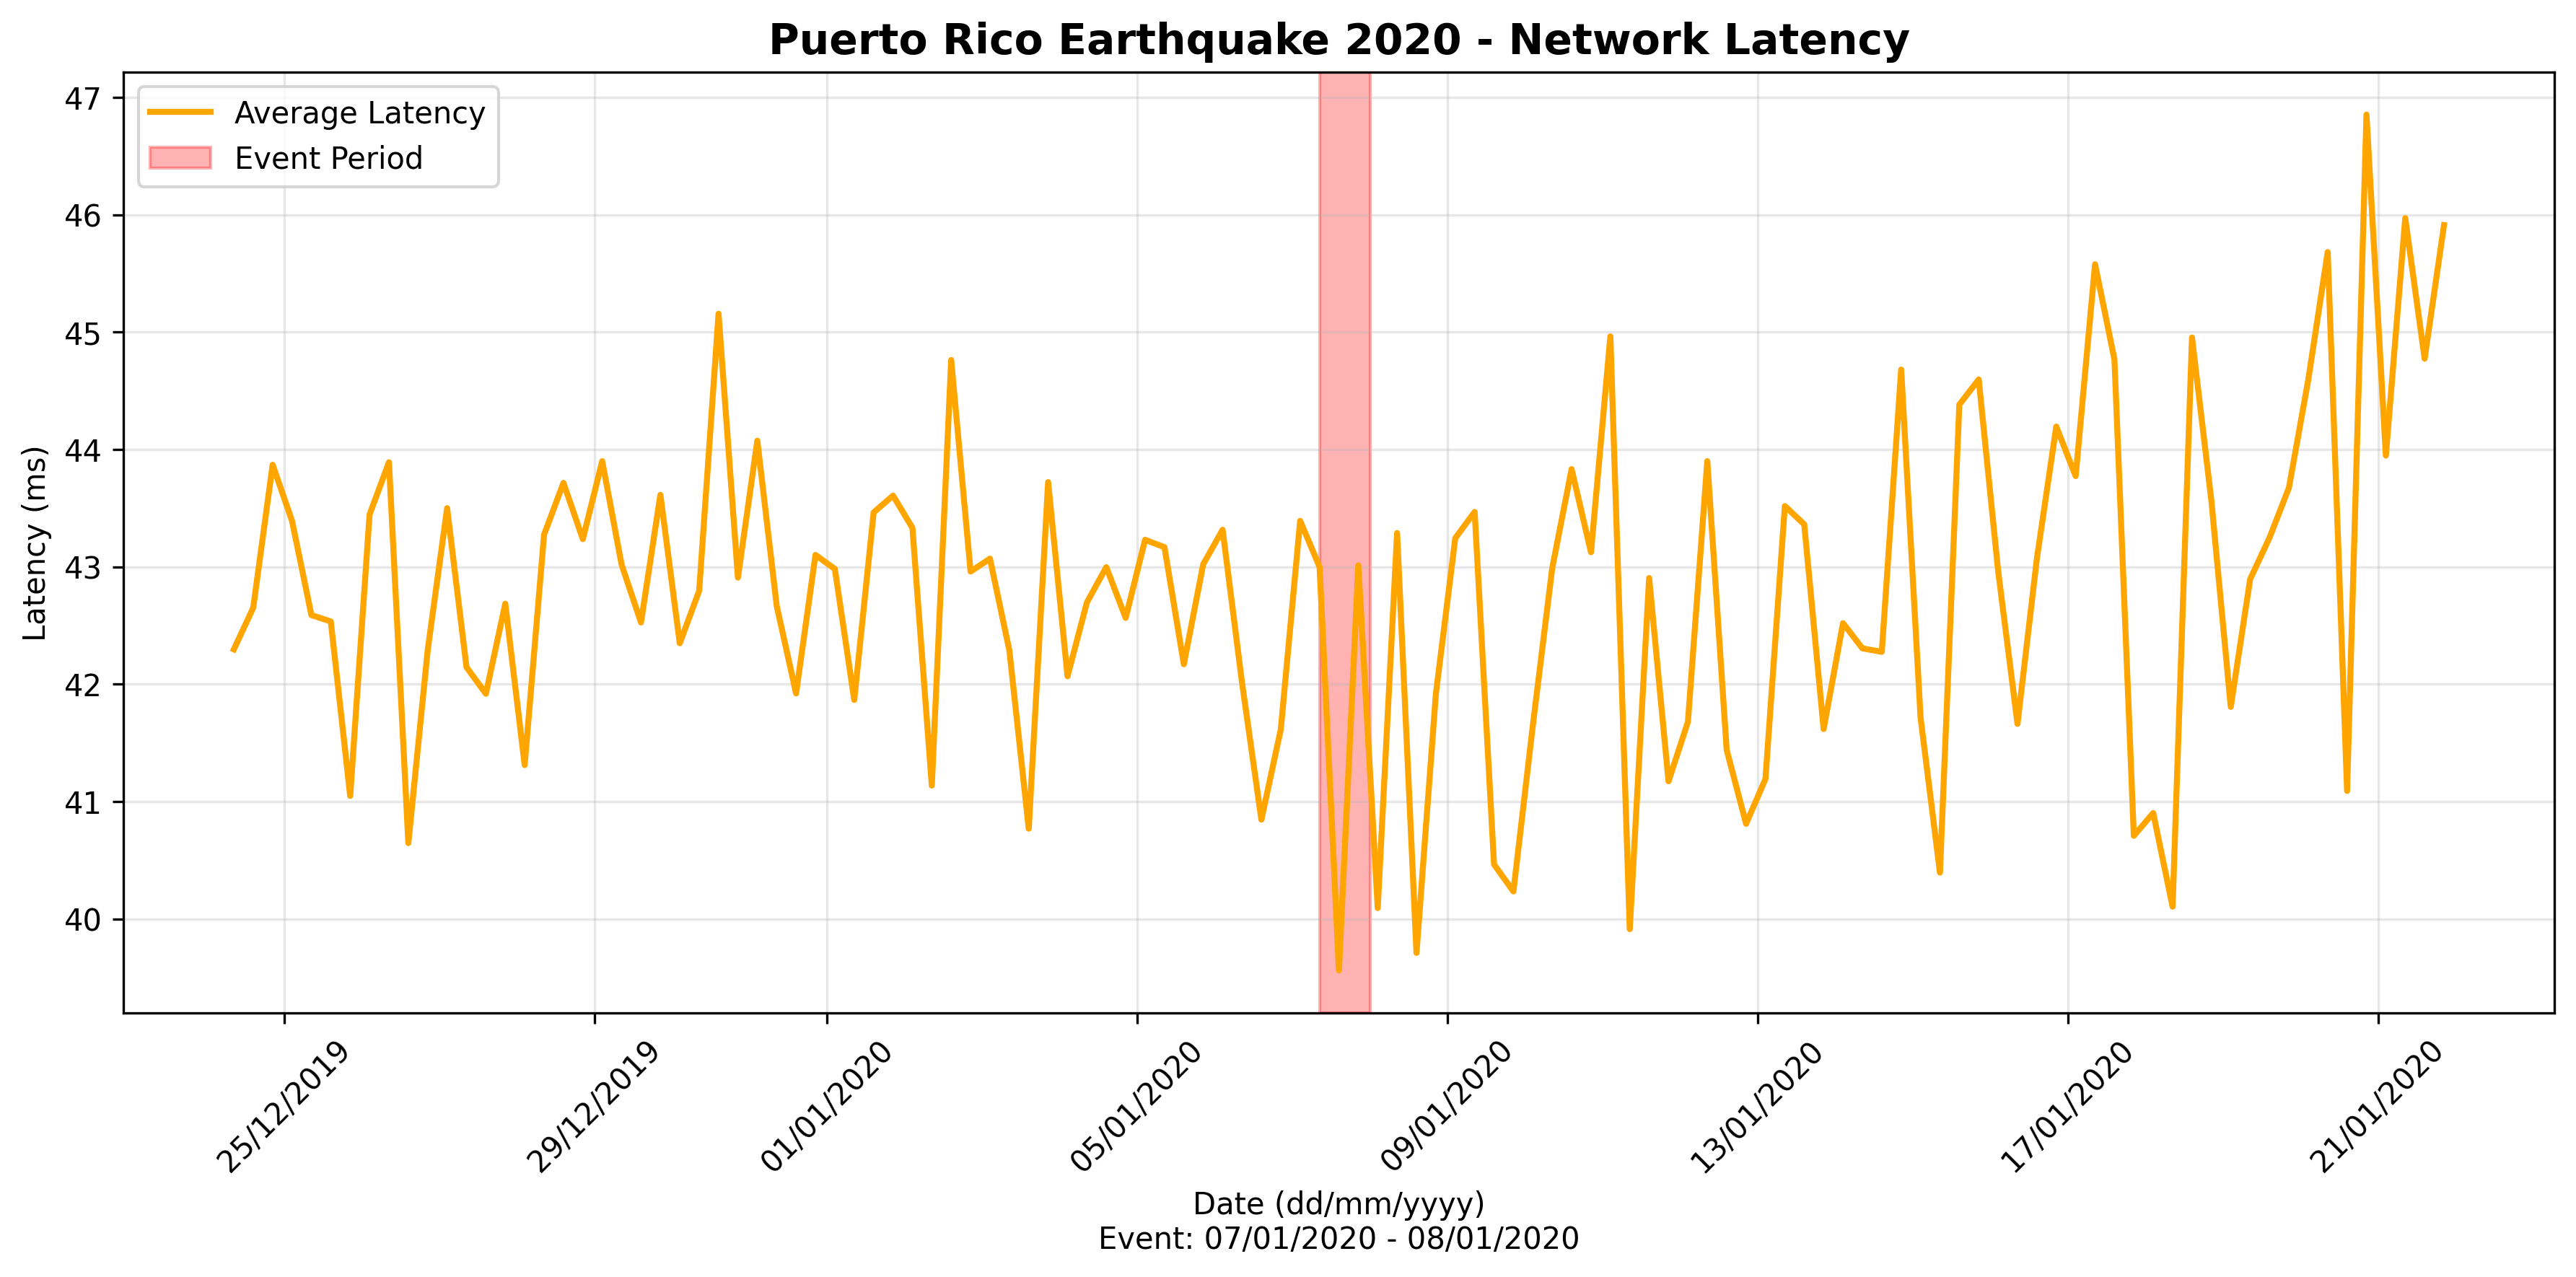 Puerto Rico Earthquake 2020 - Network Latency
Average Latency
Event Period
Latency (ms)
47
46
45
44
43
42
41
40
25/12/2019
29/12/2019
01/01/2020
05/01/2020
09/01/2020
13/01/2020
17/01/2020
21/01/2020
Date (dd/mm/yyyy)
Event: 07/01/2020 - 08/01/2020